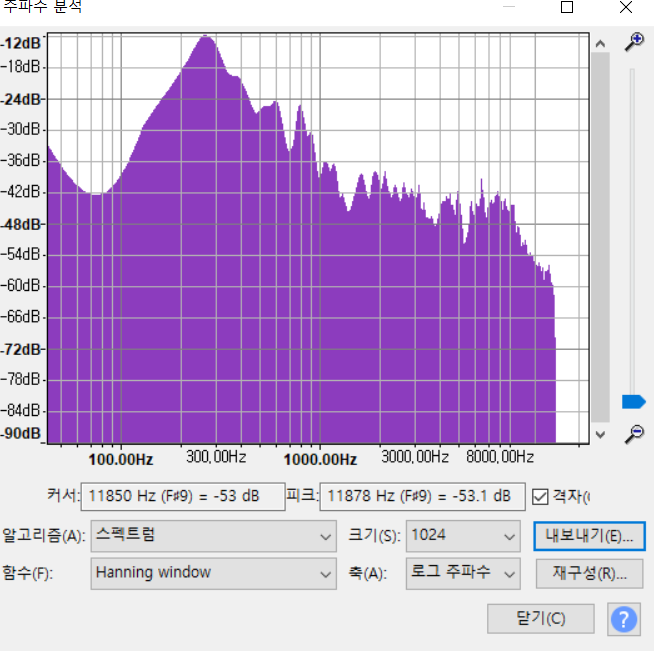 주파수 분석
-12dB
-18dB
-24dB
-30dB
-36dB
-42dB
-48dB
-54dB
-60dB
-66dB
-72dB
-78dB
-84dB
-90dB
100.00Hz 300,00Hz 1000.00Hz 3000,00Hz 8000,00Hz
커서: 11850 Hz (F♯9) = -53 dB 피크: 11878 Hz (F♯9) = -53.1 dB 격자(
알고리즘(A): 스펙트럼 크기(S): 1024 내보내기(E)...
함수(F): Hanning window 축(A): 로그 주파수 재구성(R)...
닫기(C) ?